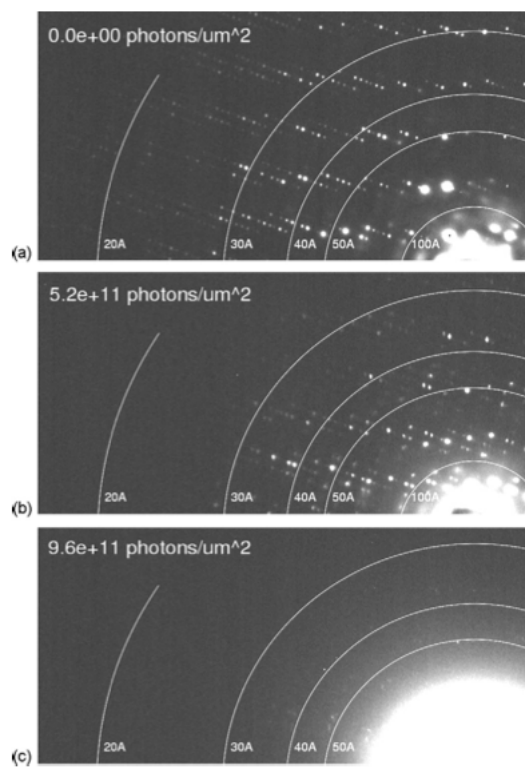 0.0e+00 photons/um^2
20A 30A 40A 50A 100A
(a)
5.2e+11 photons/um^2
20A 30A 40A 50A 100A
(b)
9.6e+11 photons/um^2
20A 30A 40A 50A
(c)